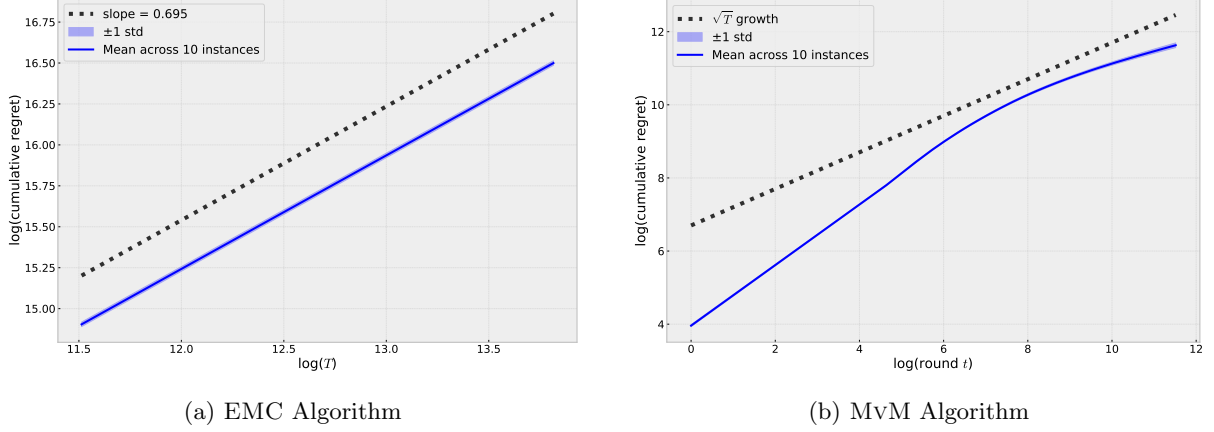 slope = 0.695
±1 std
Mean across 10 instances
log(cumulative regret)
16.75
16.50
16.25
16.00
15.75
15.50
15.25
15.00
11.5 12.0 12.5 13.0 13.5
log(T)
(a) EMC Algorithm
√T growth
±1 std
Mean across 10 instances
log(cumulative regret)
12
10
8
6
4
0 2 4 6 8 10 12
log(round t)
(b) MvM Algorithm